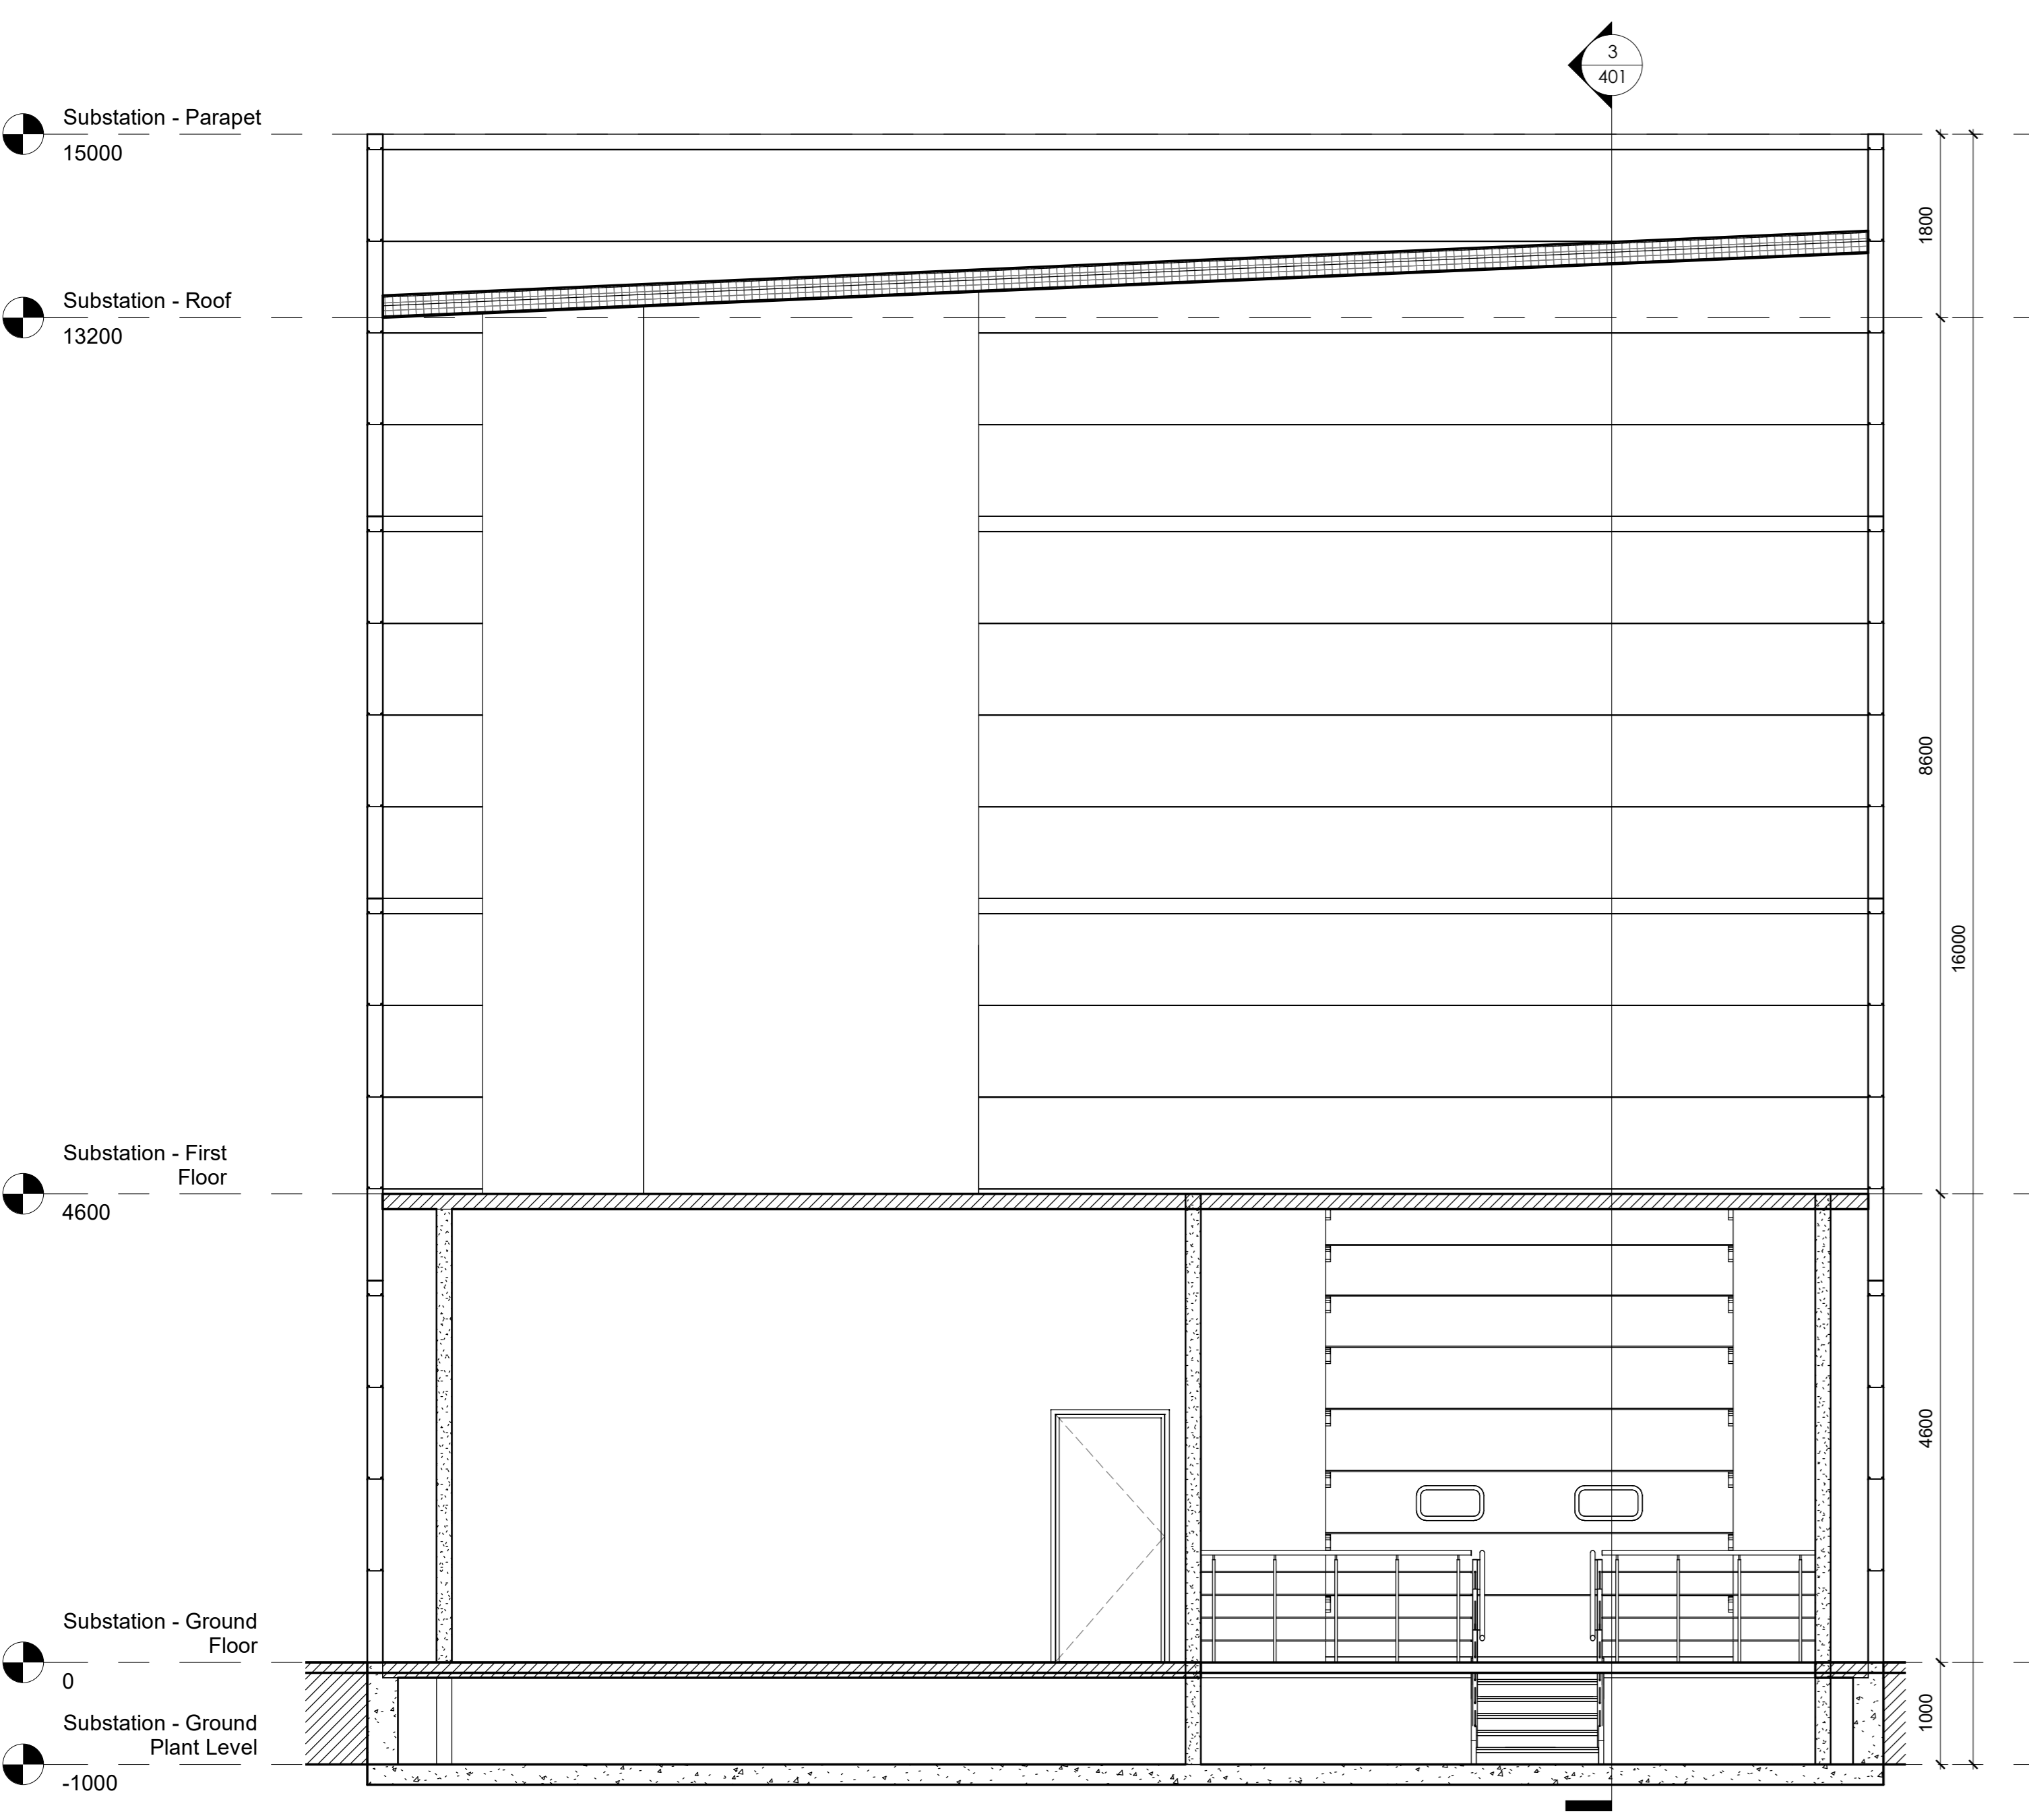 3
401
Substation - Parapet
15000
1800
Substation - Roof
13200
8600
16000
Substation - First
Floor
4600
4600
Substation - Ground
Floor
0
Substation - Ground
Plant Level
-1000
1000